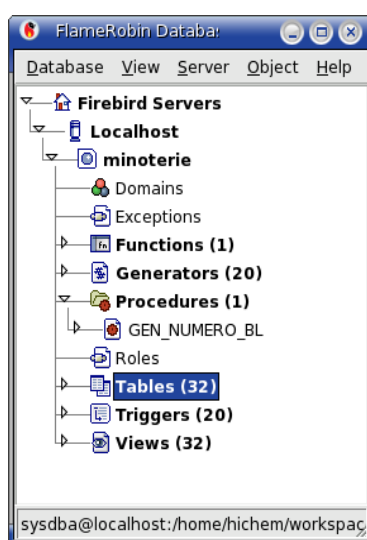 FlameRobin Databa
Database View Server Object Help
Firebird Servers
Localhost
minoterie
Domains
Exceptions
fn Functions (1)
Generators (20)
Procedures (1)
GEN_NUMERO_BL
Roles
Tables (32)
Triggers (20)
Views (32)
sysdba@localhost:/home/hichem/workspac